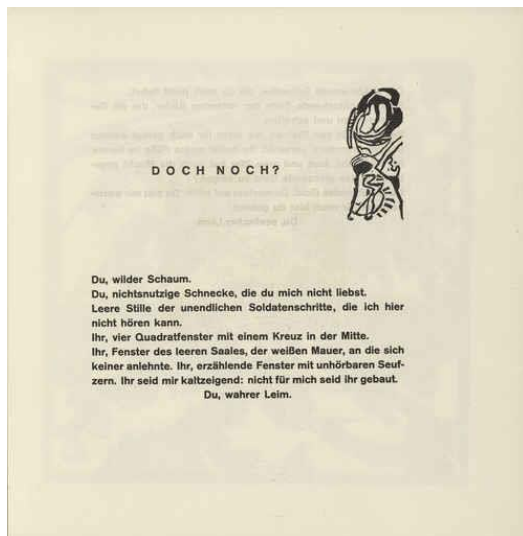 DOCH NOCH?
Du, wilder Schaum.
Du, nichtsnutzige Schnecke, die du mich nicht liebst.
Leere Stille der unendlichen Soldatenschritte, die ich hier
nicht hören kann.
Ihr, vier Quadratfenster mit einem Kreuz in der Mitte.
Ihr, Fenster des leeren Saales, der weißen Mauer, an die sich
keiner anlehnte. Ihr, erzählende Fenster mit unhörbaren Seuf-
zern. Ihr seid mir kaltzeigend: nicht für mich seid ihr gebaut.
Du, wahrer Leim.